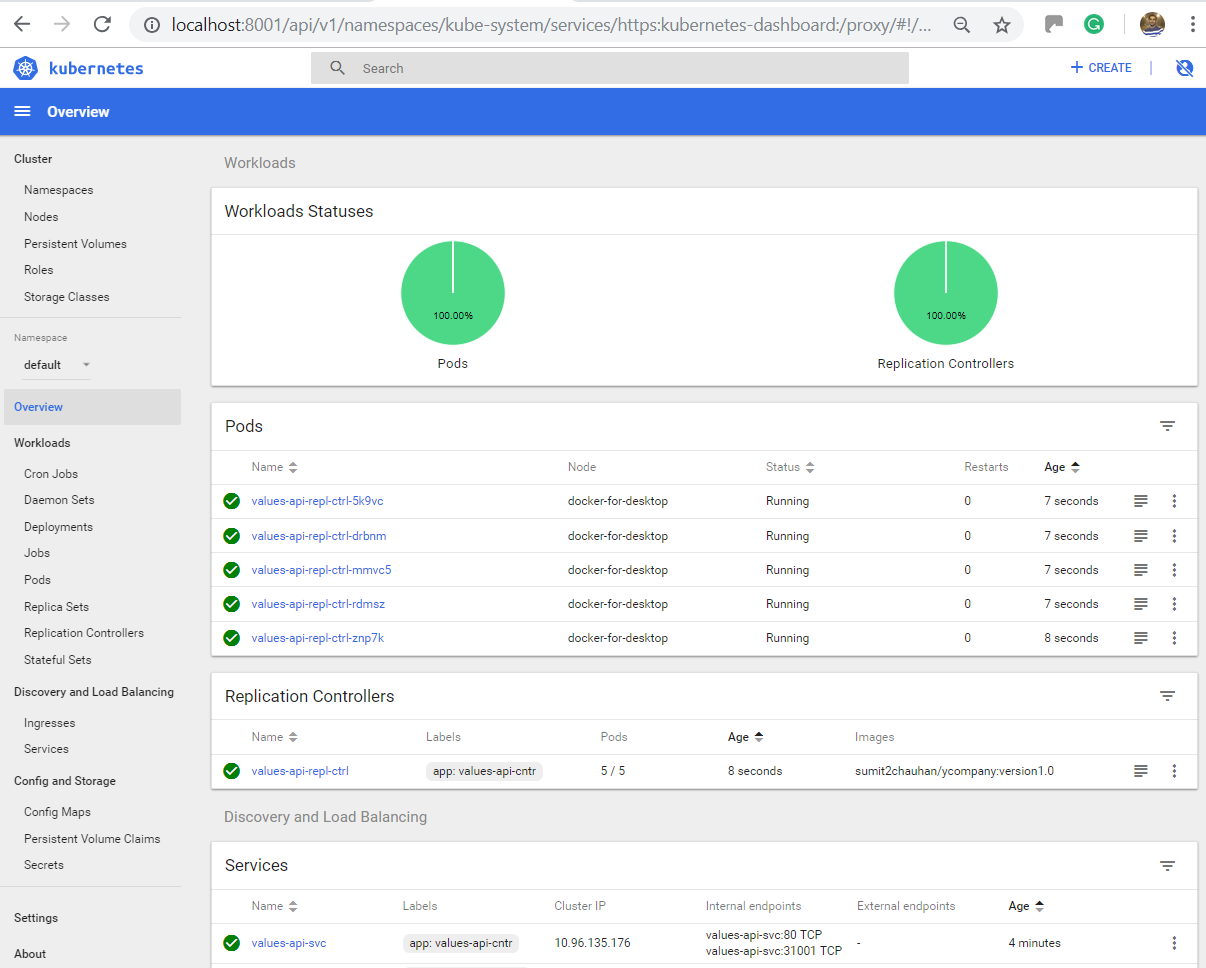 localhost:8001/api/v1/namespaces/kube-system/services/https:kubernetes-dashboard:/proxy/#!/...
kubernetes
Search
+ CREATE
Overview
Cluster
Namespaces
Nodes
Persistent Volumes
Roles
Storage Classes
Namespace
default
Overview
Workloads
Cron Jobs
Daemon Sets
Deployments
Jobs
Pods
Replica Sets
Replication Controllers
Stateful Sets
Discovery and Load Balancing
Ingresses
Services
Config and Storage
Config Maps
Persistent Volume Claims
Secrets
Settings
About
Workloads
Workloads Statuses
100.00% 100.00%
Pods Replication Controllers
Pods
Name Node Status Restarts Age
values-api-repl-ctrl-5k9vc docker-for-desktop Running 0 7 seconds
values-api-repl-ctrl-drbnm docker-for-desktop Running 0 7 seconds
values-api-repl-ctrl-mmvc5 docker-for-desktop Running 0 7 seconds
values-api-repl-ctrl-rdmsz docker-for-desktop Running 0 7 seconds
values-api-repl-ctrl-znp7k docker-for-desktop Running 0 8 seconds
Replication Controllers
Name Labels Pods Age Images
values-api-repl-ctrl app: values-api-cntr 5 / 5 8 seconds sumit2chauhan/ycompany:version1.0
Discovery and Load Balancing
Services
Name Labels Cluster IP Internal endpoints External endpoints Age
values-api-svc app: values-api-cntr 10.96.135.176 values-api-svc:80 TCP - 4 minutes
values-api-svc:31001 TCP